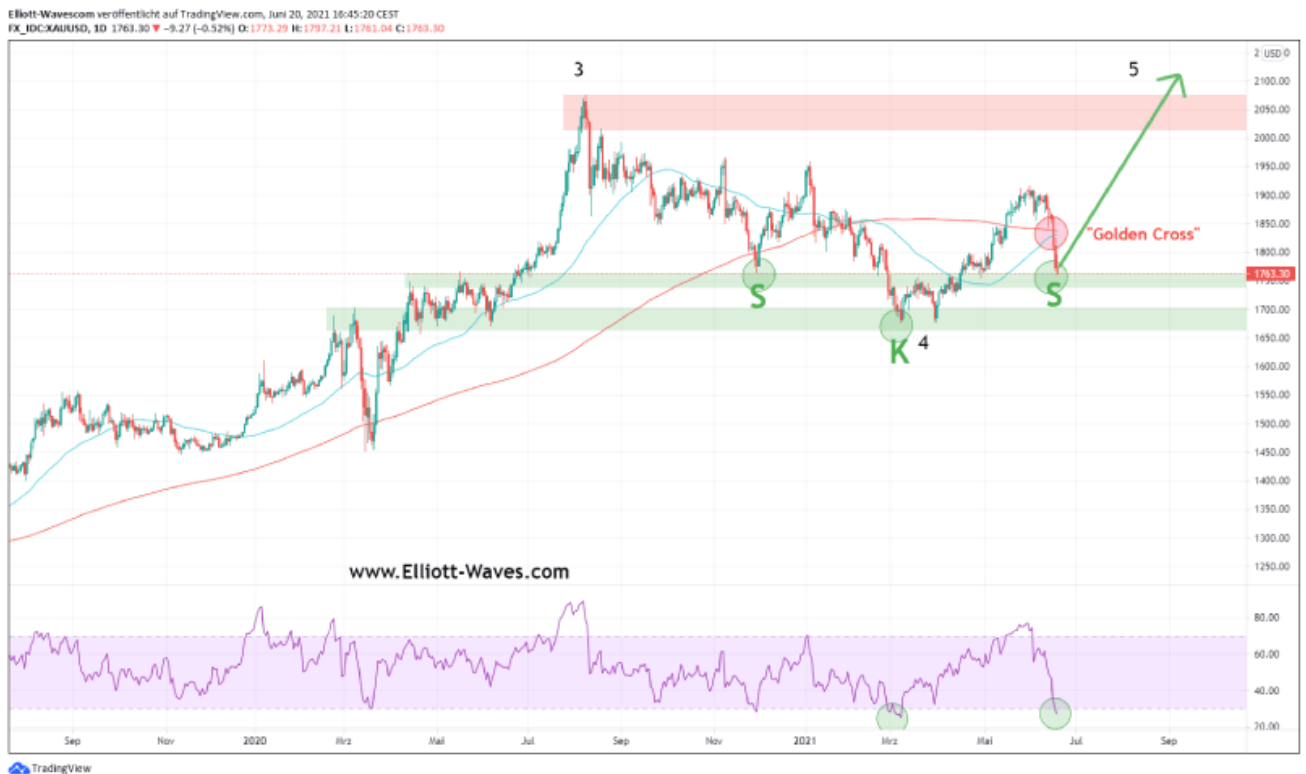 Elliott-Wavescom veröffentlicht auf TradingView.com, Juni 20, 2021 16:45:20 CEST
FX_IDC:XAUUSD, 1D 1763.30 ▼ −9.27 (−0.52%) O:1773.29 H:1797.21 L:1761.04 C:1763.30
USD
3
5
2100.00
2050.00
2000.00
1950.00
1900.00
1850.00
"Golden Cross"
1800.00
1763.30
S
S
1700.00
K
4
1650.00
1600.00
1550.00
1500.00
1450.00
1400.00
1350.00
1300.00
1250.00
www.Elliott-Waves.com
80.00
60.00
40.00
20.00
Sep Nov 2020 Mrz Mai Jul Sep Nov 2021 Mrz Mai Jul Sep
TradingView